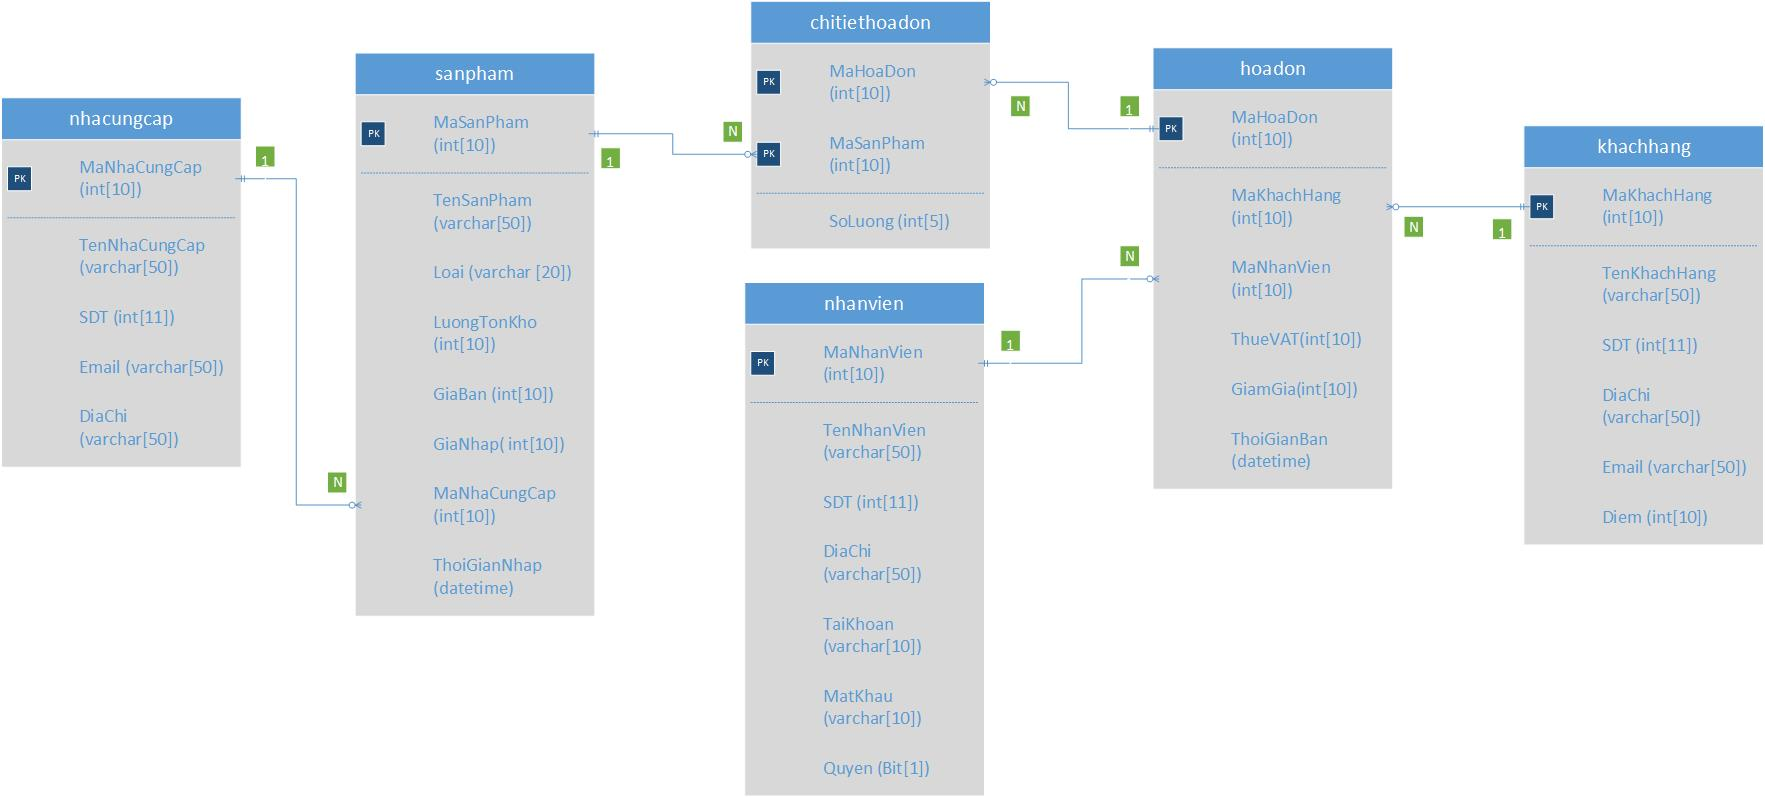 nhacungcap
PK
MaNhaCungCap
(int[10])
TenNhaCungCap
(varchar[50])
SDT (int[11])
Email (varchar[50])
DiaChi
(varchar[50])
1
N
sanpham
PK
MaSanPham
(int[10])
TenSanPham
(varchar[50])
Loai (varchar [20])
LuongTonKho
(int[10])
GiaBan (int[10])
GiaNhap( int[10])
MaNhaCungCap
(int[10])
ThoiGianNhap
(datetime)
1
N
chitiethoadon
PK
MaHoaDon
(int[10])
PK
MaSanPham
(int[10])
SoLuong (int[5])
N
1
nhanvien
PK
MaNhanVien
(int[10])
TenNhanVien
(varchar[50])
SDT (int[11])
DiaChi
(varchar[50])
TaiKhoan
(varchar[10])
MatKhau
(varchar[10])
Quyen (Bit[1])
1
N
hoadon
PK
MaHoaDon
(int[10])
MaKhachHang
(int[10])
MaNhanVien
(int[10])
ThueVAT(int[10])
GiamGia(int[10])
ThoiGianBan
(datetime)
N
1
khachhang
PK
MaKhachHang
(int[10])
TenKhachHang
(varchar[50])
SDT (int[11])
DiaChi
(varchar[50])
Email (varchar[50])
Diem (int[10])